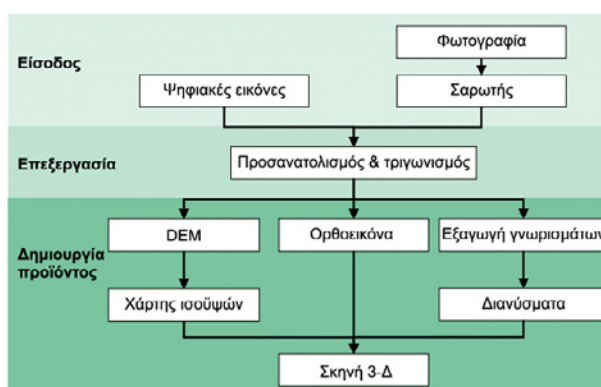 Φωτογραφία
Είσοδος
Ψηφιακές εικόνες
Σαρωτής
Επεξεργασία
Προσανατολισμός & τριγωνισμός
DEM
Ορθοεικόνα
Εξαγωγή γνωρισμάτων
Δημιουργία
προϊόντος
Χάρτης ισοϋψών
Διανύσματα
Σκηνή 3-Δ